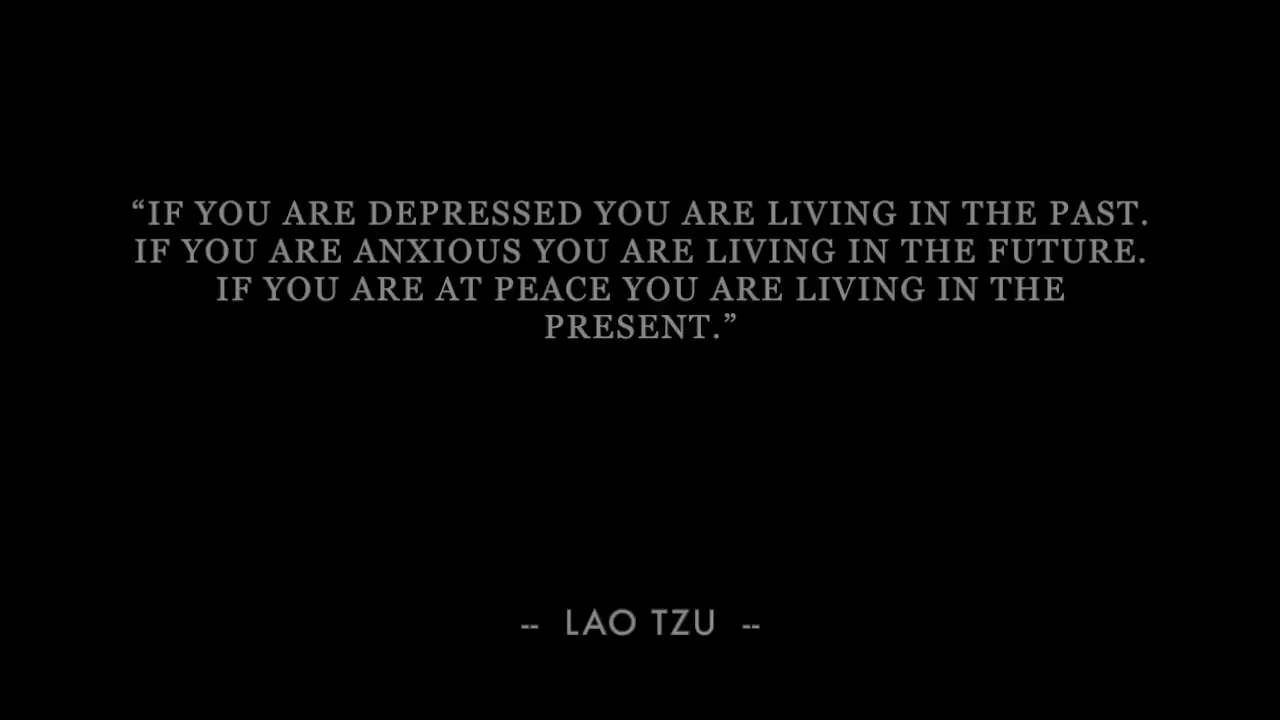 “IF YOU ARE DEPRESSED YOU ARE LIVING IN THE PAST.
IF YOU ARE ANXIOUS YOU ARE LIVING IN THE FUTURE.
IF YOU ARE AT PEACE YOU ARE LIVING IN THE
PRESENT.”
-- LAO TZU --